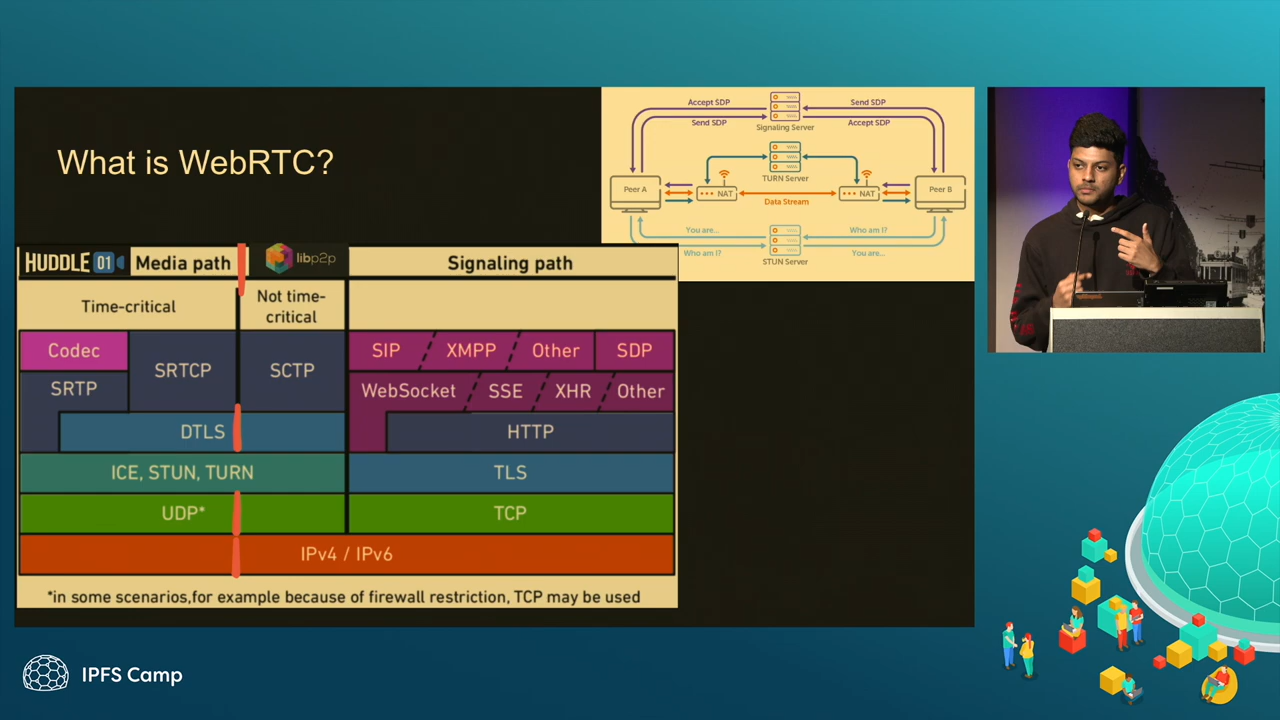 What is WebRTC?
Accept SDP
Send SDP
Send SDP
Accept SDP
Signaling Server
TURN Server
Peer A
NAT
NAT
Peer B
Data Stream
You are...
Who am I?
Who am I?
You are...
STUN Server
HUDDLE 01
Media path
libp2p
Signaling path
Time-critical
Not time-
critical
Codec
SRTCP
SCTP
SIP
XMPP
Other
SDP
SRTP
WebSocket
SSE
XHR
Other
DTLS
HTTP
ICE, STUN, TURN
TLS
UDP*
TCP
IPv4 / IPv6
*in some scenarios,for example because of firewall restriction, TCP may be used
IPFS Camp